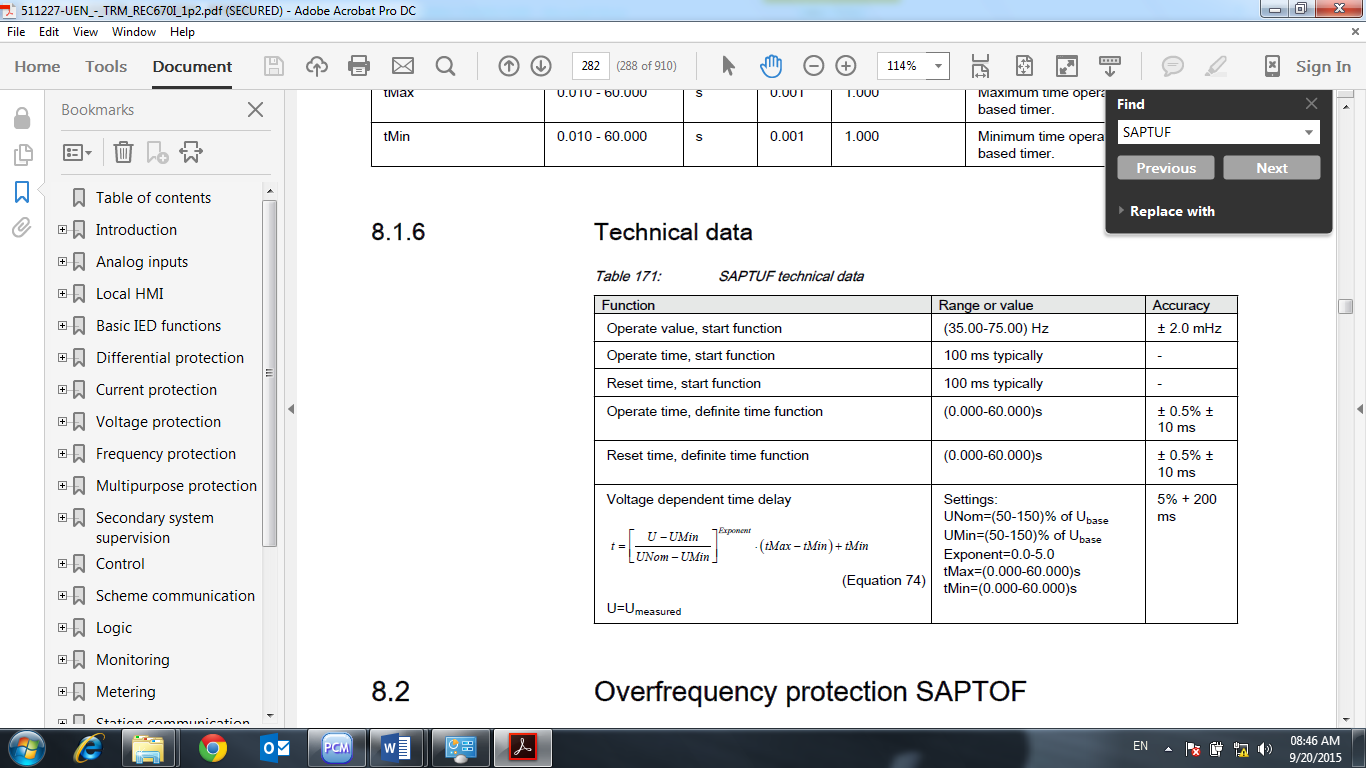 511227-UEN_-_TRM_REC670I_1p2.pdf (SECURED) - Adobe Acrobat Pro DC
File Edit View Window Help
Home Tools Document 282 (288 of 910) 114% Sign In
Bookmarks
Table of contents
Introduction
Analog inputs
Local HMI
Basic IED functions
Differential protection
Current protection
Voltage protection
Frequency protection
Multipurpose protection
Secondary system
supervision
Control
Scheme communication
Logic
Monitoring
Metering
Station communication
tMax 0.010 - 60.000 s 0.001 1.000 Maximum time opera
based timer.
tMin 0.010 - 60.000 s 0.001 1.000 Minimum time opera
based timer.
Find
SAPTUF
Previous Next
Replace with
8.1.6 Technical data
Table 171: SAPTUF technical data
Function Range or value Accuracy
Operate value, start function (35.00-75.00) Hz ± 2.0 mHz
Operate time, start function 100 ms typically -
Reset time, start function 100 ms typically -
Operate time, definite time function (0.000-60.000)s ± 0.5% ±
10 ms
Reset time, definite time function (0.000-60.000)s ± 0.5% ±
10 ms
Voltage dependent time delay
t = [ (U − UMin) / (UNom − UMin) ]^Exponent · (tMax − tMin) + tMin
(Equation 74)
U=Umeasured
Settings:
UNom=(50-150)% of Ubase
UMin=(50-150)% of Ubase
Exponent=0.0-5.0
tMax=(0.000-60.000)s
tMin=(0.000-60.000)s
5% + 200
ms
8.2 Overfrequency protection SAPTOF
PCM
EN
08:46 AM
9/20/2015